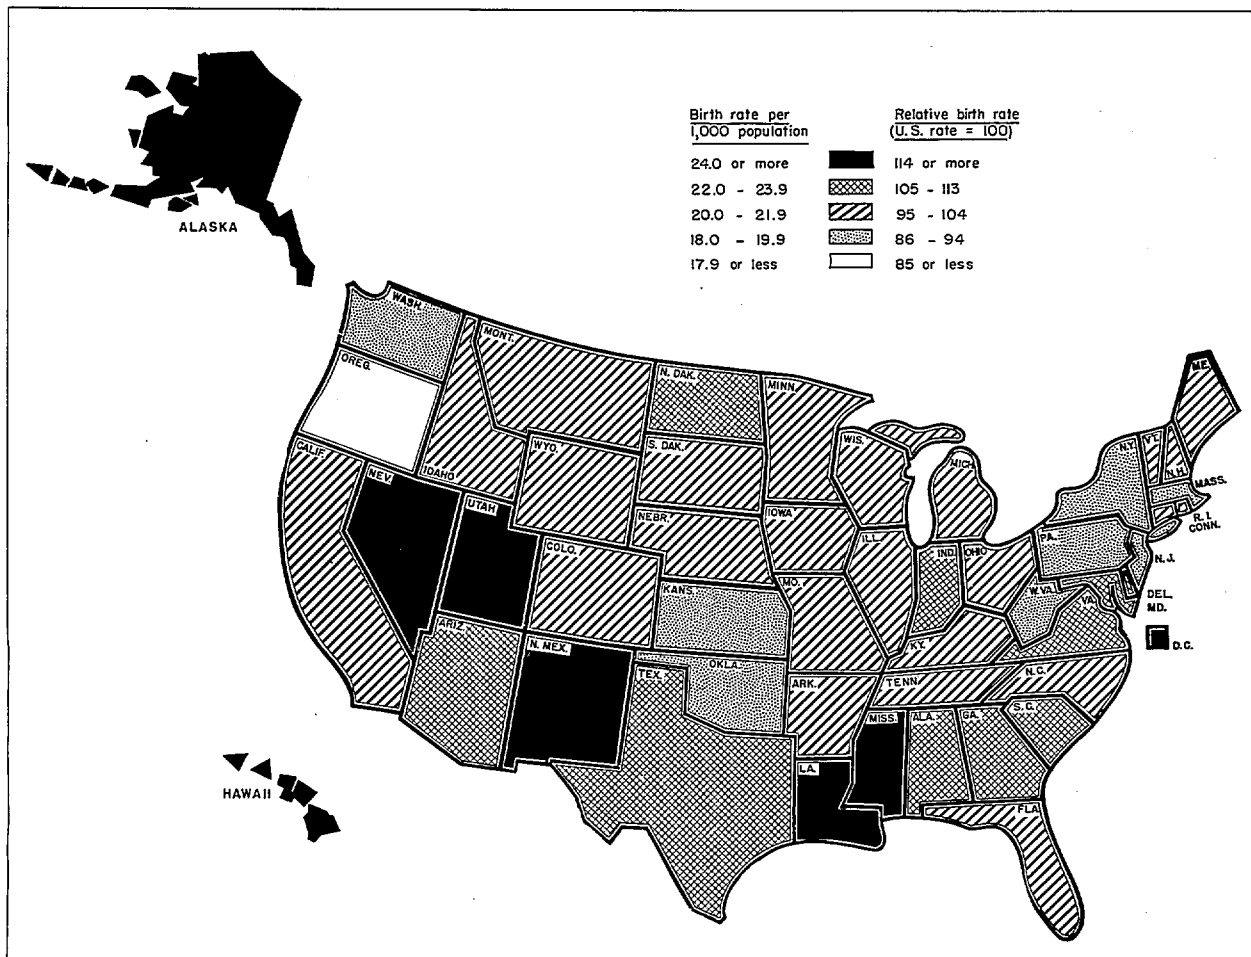 Birth rate per Relative birth rate
1,000 population (U.S. rate = 100)
24.0 or more 114 or more
22.0 - 23.9 105 - 113
20.0 - 21.9 95 - 104
18.0 - 19.9 86 - 94
17.9 or less 85 or less
ALASKA
WASH.
OREG.
MONT.
N. DAK.
MINN.
ME.
CALIF.
NEV.
IDAHO
WYO.
S. DAK.
WIS.
MICH.
N.Y.
VT.
N.H.
MASS.
R.I.
CONN.
UTAH
COLO.
NEBR.
IOWA
ILL.
IND.
OHIO
PA.
N.J.
DEL.
MD.
D.C.
W.VA.
VA.
KANS.
MO.
KY.
ARIZ.
N. MEX.
TEX.
OKLA.
ARK.
TENN.
N.C.
S.C.
MISS.
ALA.
GA.
LA.
FLA.
HAWAII